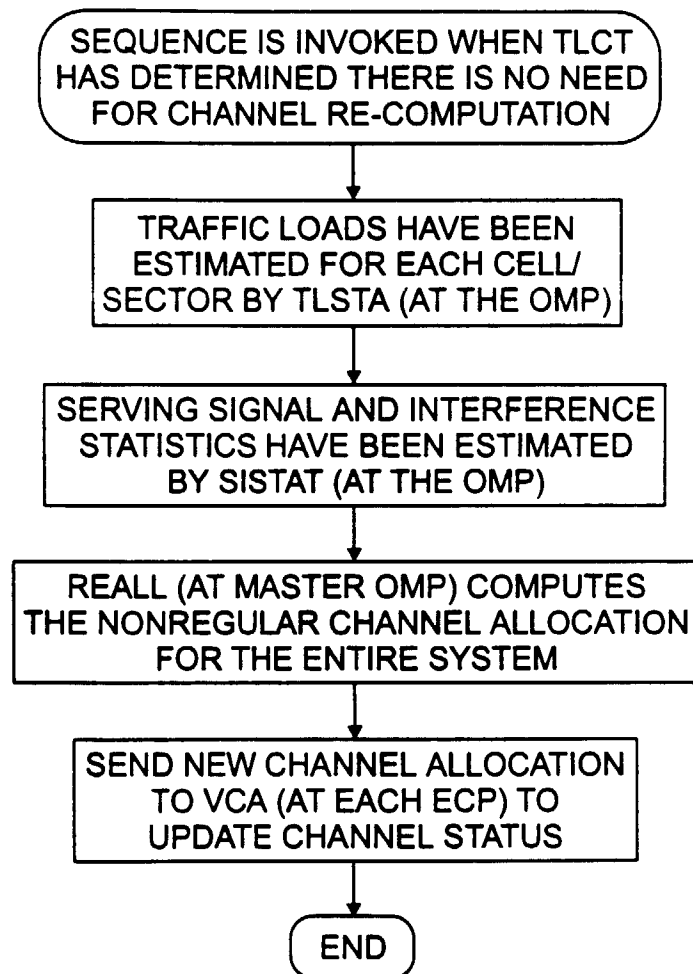 SEQUENCE IS INVOKED WHEN TLCT
HAS DETERMINED THERE IS NO NEED
FOR CHANNEL RE-COMPUTATION
TRAFFIC LOADS HAVE BEEN
ESTIMATED FOR EACH CELL/
SECTOR BY TLSTA (AT THE OMP)
SERVING SIGNAL AND INTERFERENCE
STATISTICS HAVE BEEN ESTIMATED
BY SISTAT (AT THE OMP)
REALL (AT MASTER OMP) COMPUTES
THE NONREGULAR CHANNEL ALLOCATION
FOR THE ENTIRE SYSTEM
SEND NEW CHANNEL ALLOCATION
TO VCA (AT EACH ECP) TO
UPDATE CHANNEL STATUS
END